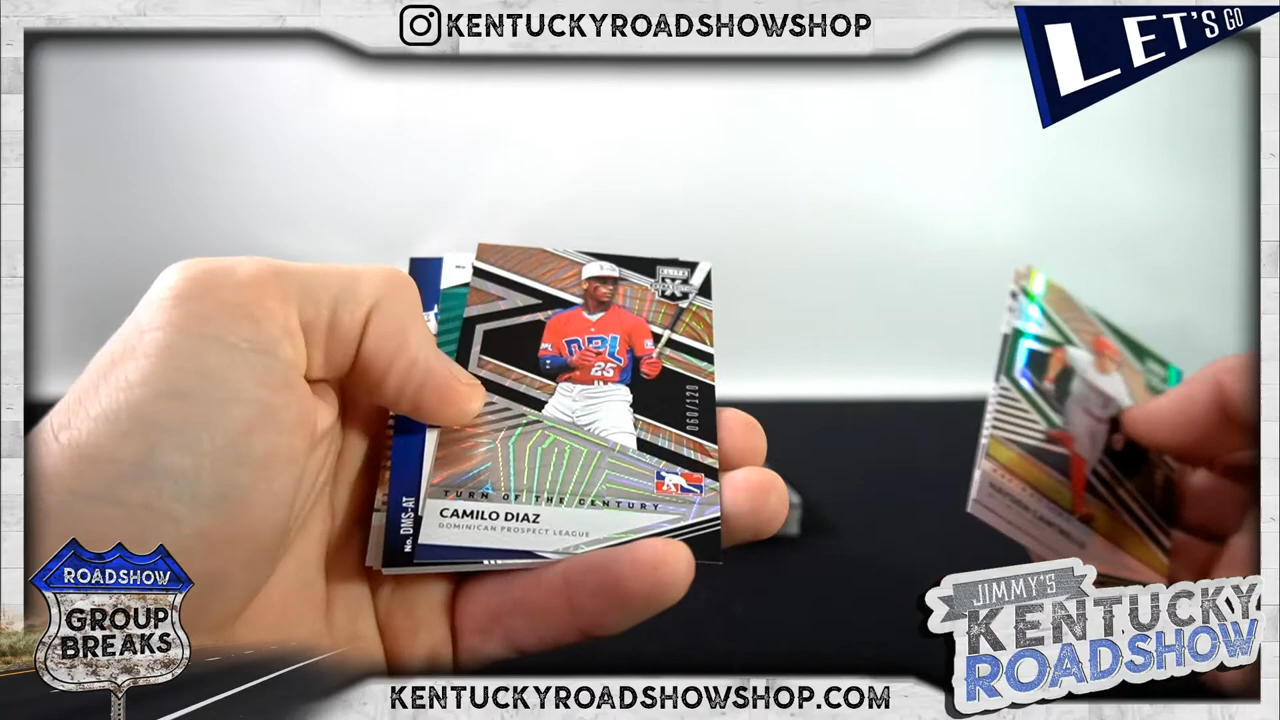 KENTUCKYROADSHOWSHOP
LET'S GO
ELITE
DPL
25
060/120
TURN OF THE CENTURY
CAMILO DIAZ
DOMINICAN PROSPECT LEAGUE
No. DMS-AT
ROADSHOW
GROUP
BREAKS
JIMMY'S
KENTUCKY
ROADSHOW
KENTUCKYROADSHOWSHOP.COM